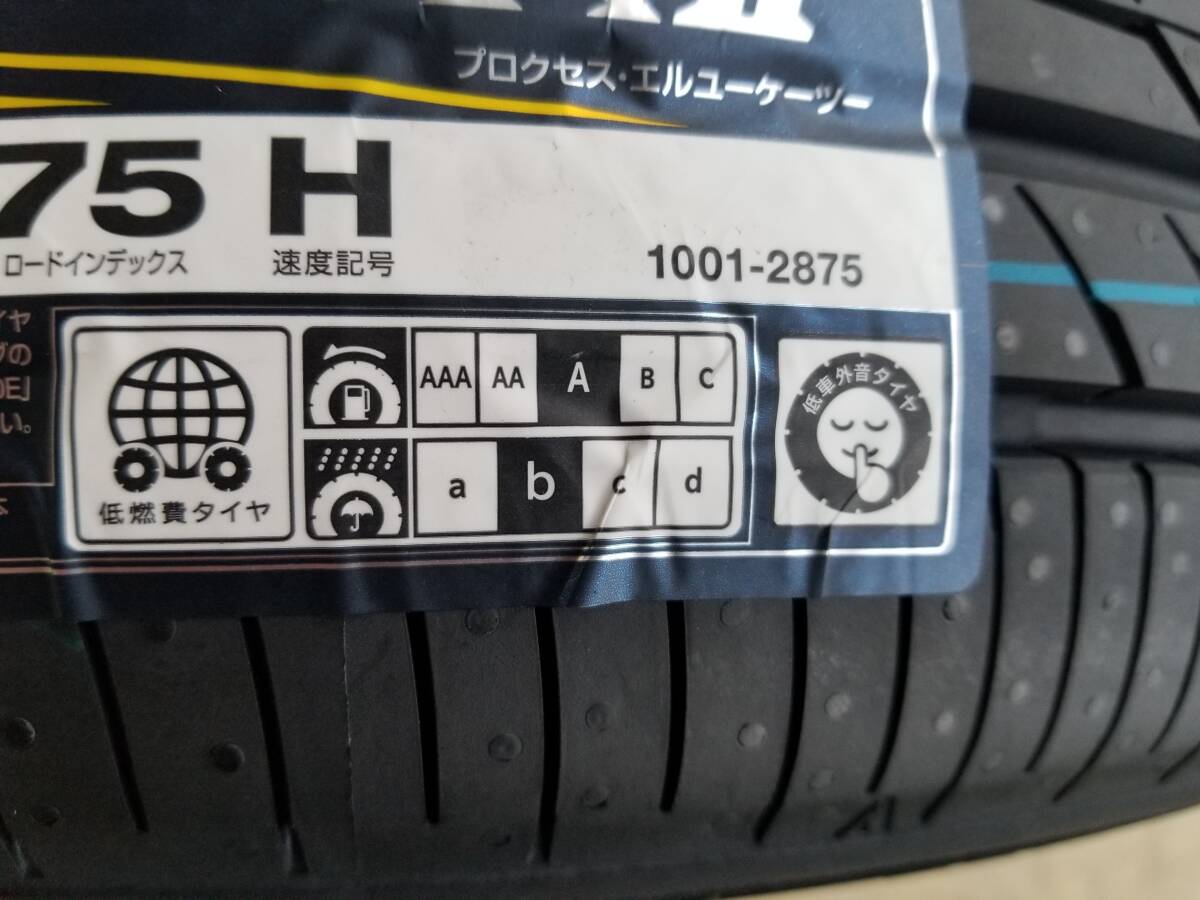 プロクセス・エルユーケーツー
75 H
ロードインデックス 速度記号
1001-2875
低燃費タイヤ
AAA AA A B C
a b c d
低車外音タイヤ